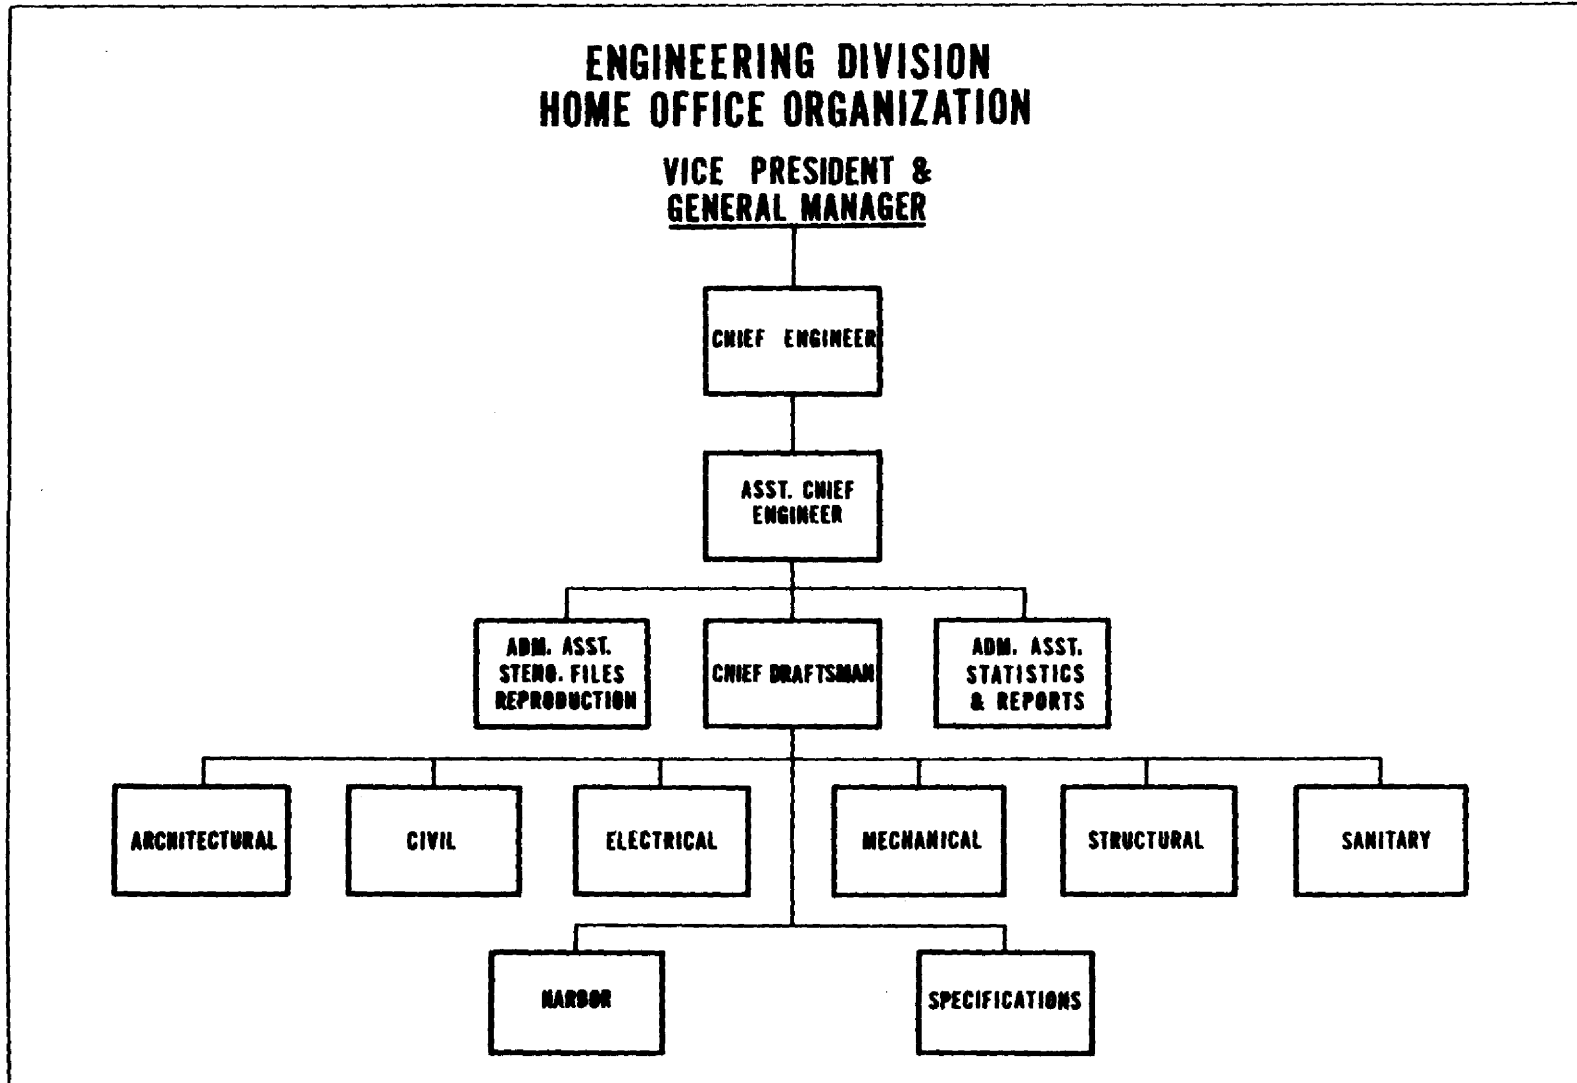 ENGINEERING DIVISION
HOME OFFICE ORGANIZATION
VICE PRESIDENT &
GENERAL MANAGER
CHIEF ENGINEER
ASST. CHIEF
ENGINEER
ADM. ASST.
STENO. FILES
REPRODUCTION
CHIEF DRAFTSMAN
ADM. ASST.
STATISTICS
& REPORTS
ARCHITECTURAL
CIVIL
ELECTRICAL
MECHANICAL
STRUCTURAL
SANITARY
HARBOR
SPECIFICATIONS